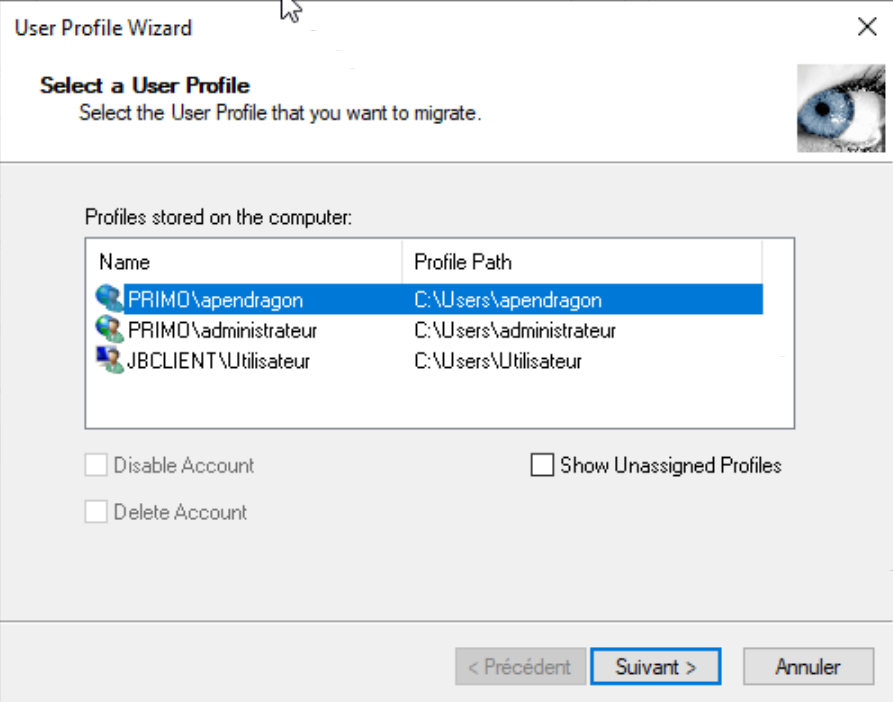 User Profile Wizard
Select a User Profile
Select the User Profile that you want to migrate.
Profiles stored on the computer:
Name Profile Path
PRIMO\apendragon C:\Users\apendragon
PRIMO\administrateur C:\Users\administrateur
JBCLIENT\Utilisateur C:\Users\Utilisateur
Disable Account Show Unassigned Profiles
Delete Account
< Précédent Suivant > Annuler